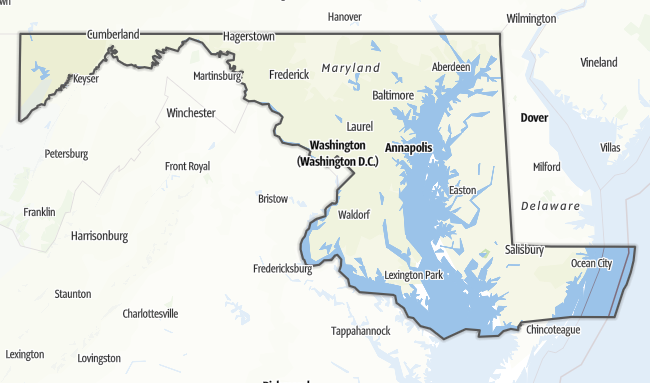 Hanover
Wilmington
Cumberland
Hagerstown
Maryland
Aberdeen
Vineland
Keyser
Martinsburg
Frederick
Baltimore
Winchester
Laurel
Dover
Washington
(Washington D.C.)
Annapolis
Villas
Petersburg
Front Royal
Milford
Easton
Bristow
Delaware
Franklin
Waldorf
Harrisonburg
Salisbury
Ocean City
Fredericksburg
Lexington Park
Staunton
Charlottesville
Tappahannock
Chincoteague
Lexington
Lovingston